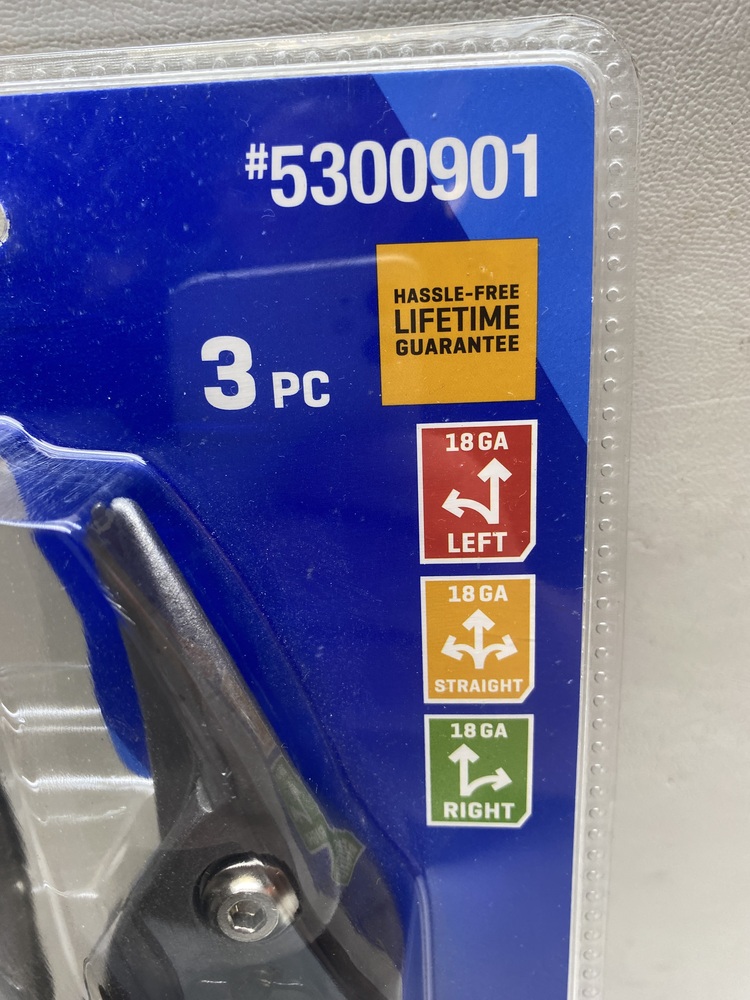 #5300901
HASSLE-FREE
LIFETIME
GUARANTEE
3 PC
18 GA
LEFT
18 GA
STRAIGHT
18 GA
RIGHT